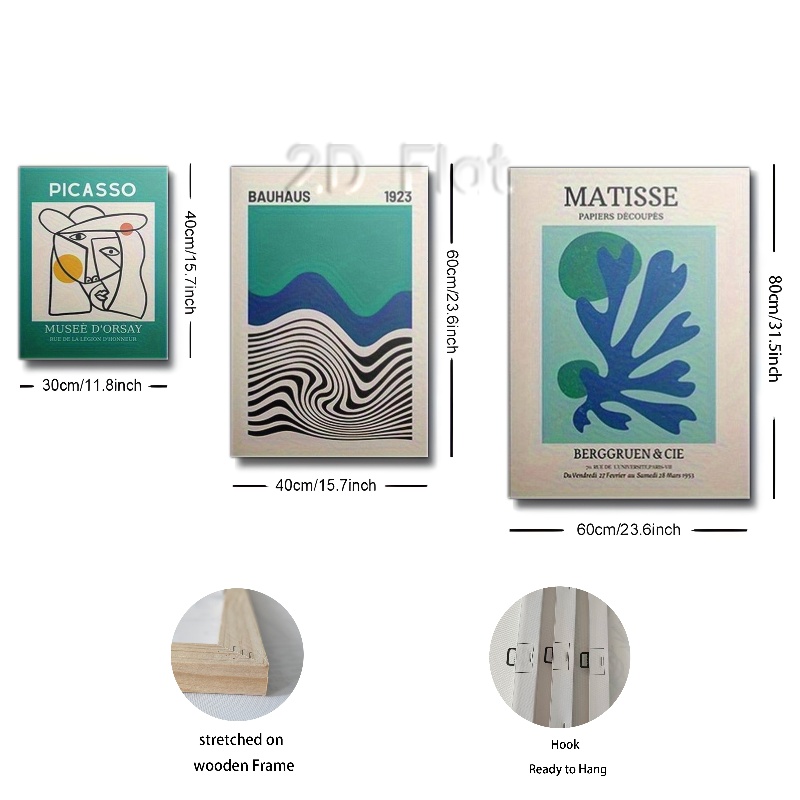 2D Flat
PICASSO
MUSEÉ D'ORSAY
RUE DE LA LÉGION D'HONNEUR
40cm/15.7inch
30cm/11.8inch
BAUHAUS 1923
60cm/23.6inch
40cm/15.7inch
MATISSE
PAPIERS DÉCOUPÉS
BERGGRUEN & CIE
70, RUE DE L'UNIVERSITE,PARIS-VII
Du Vendredi 27 Fevrier au Samedi 28 Mars 1953
80cm/31.5inch
60cm/23.6inch
stretched on
wooden Frame
Hook
Ready to Hang